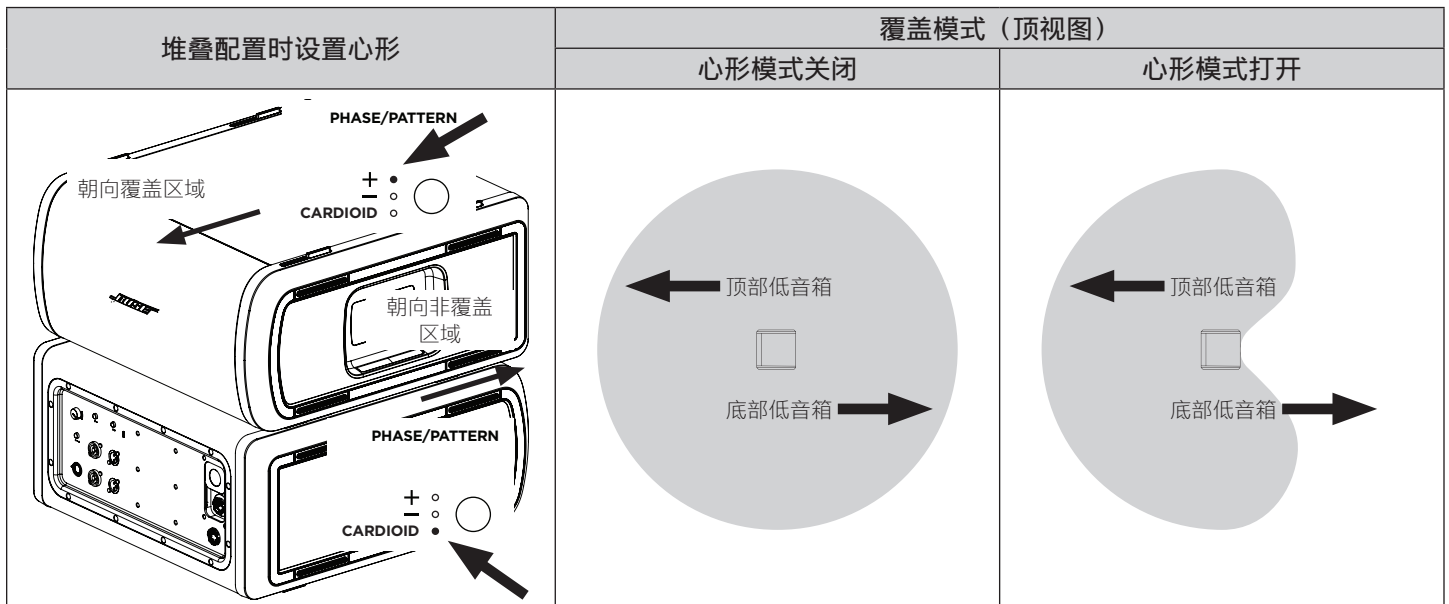 堆叠配置时设置心形
覆盖模式（顶视图）
心形模式关闭
心形模式打开
PHASE/PATTERN
朝向覆盖区域
+
−
CARDIOID
BOSE
朝向非覆盖
区域
PHASE/PATTERN
+
−
CARDIOID
顶部低音箱
底部低音箱
顶部低音箱
底部低音箱